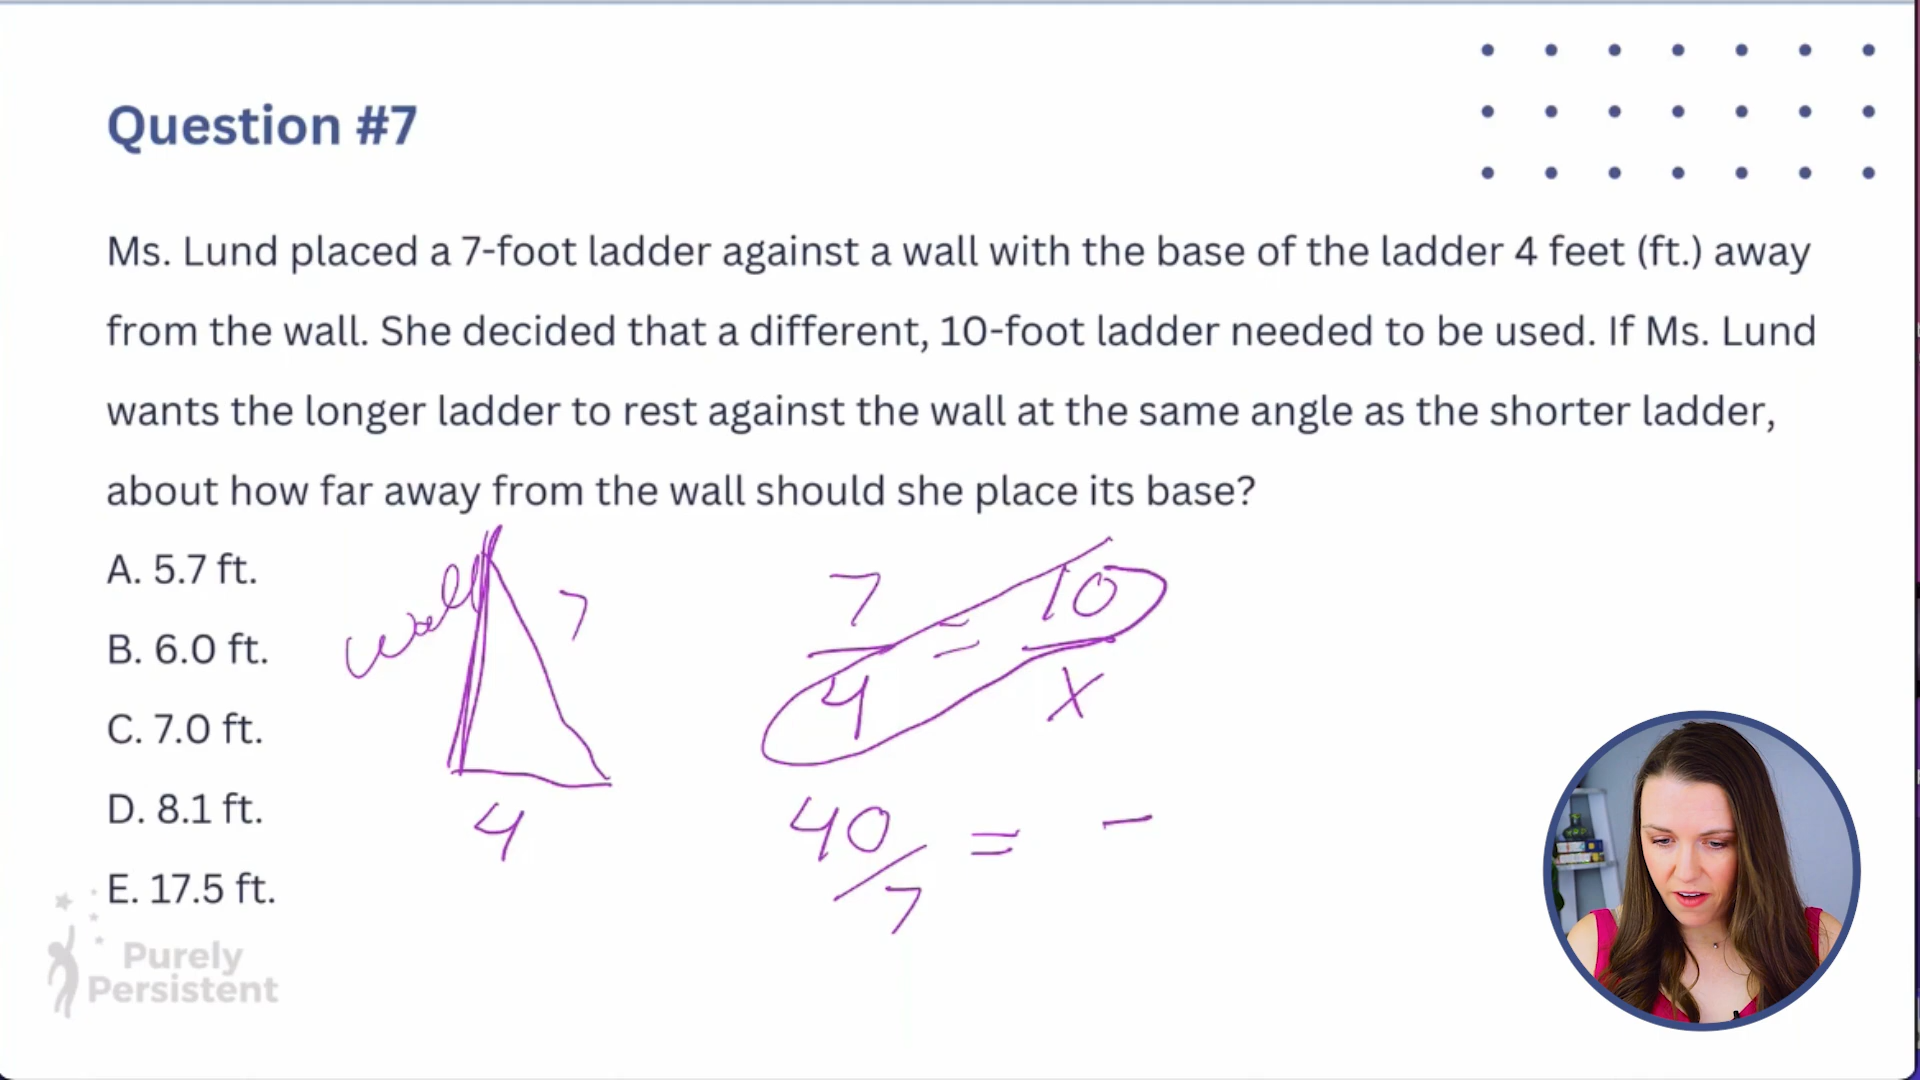 Question #7
Ms. Lund placed a 7-foot ladder against a wall with the base of the ladder 4 feet (ft.) away
from the wall. She decided that a different, 10-foot ladder needed to be used. If Ms. Lund
wants the longer ladder to rest against the wall at the same angle as the shorter ladder,
about how far away from the wall should she place its base?
A. 5.7 ft.
B. 6.0 ft.
C. 7.0 ft.
D. 8.1 ft.
E. 17.5 ft.
wall
7
4
7 = 10
4 x
40/7 = -
Purely
Persistent